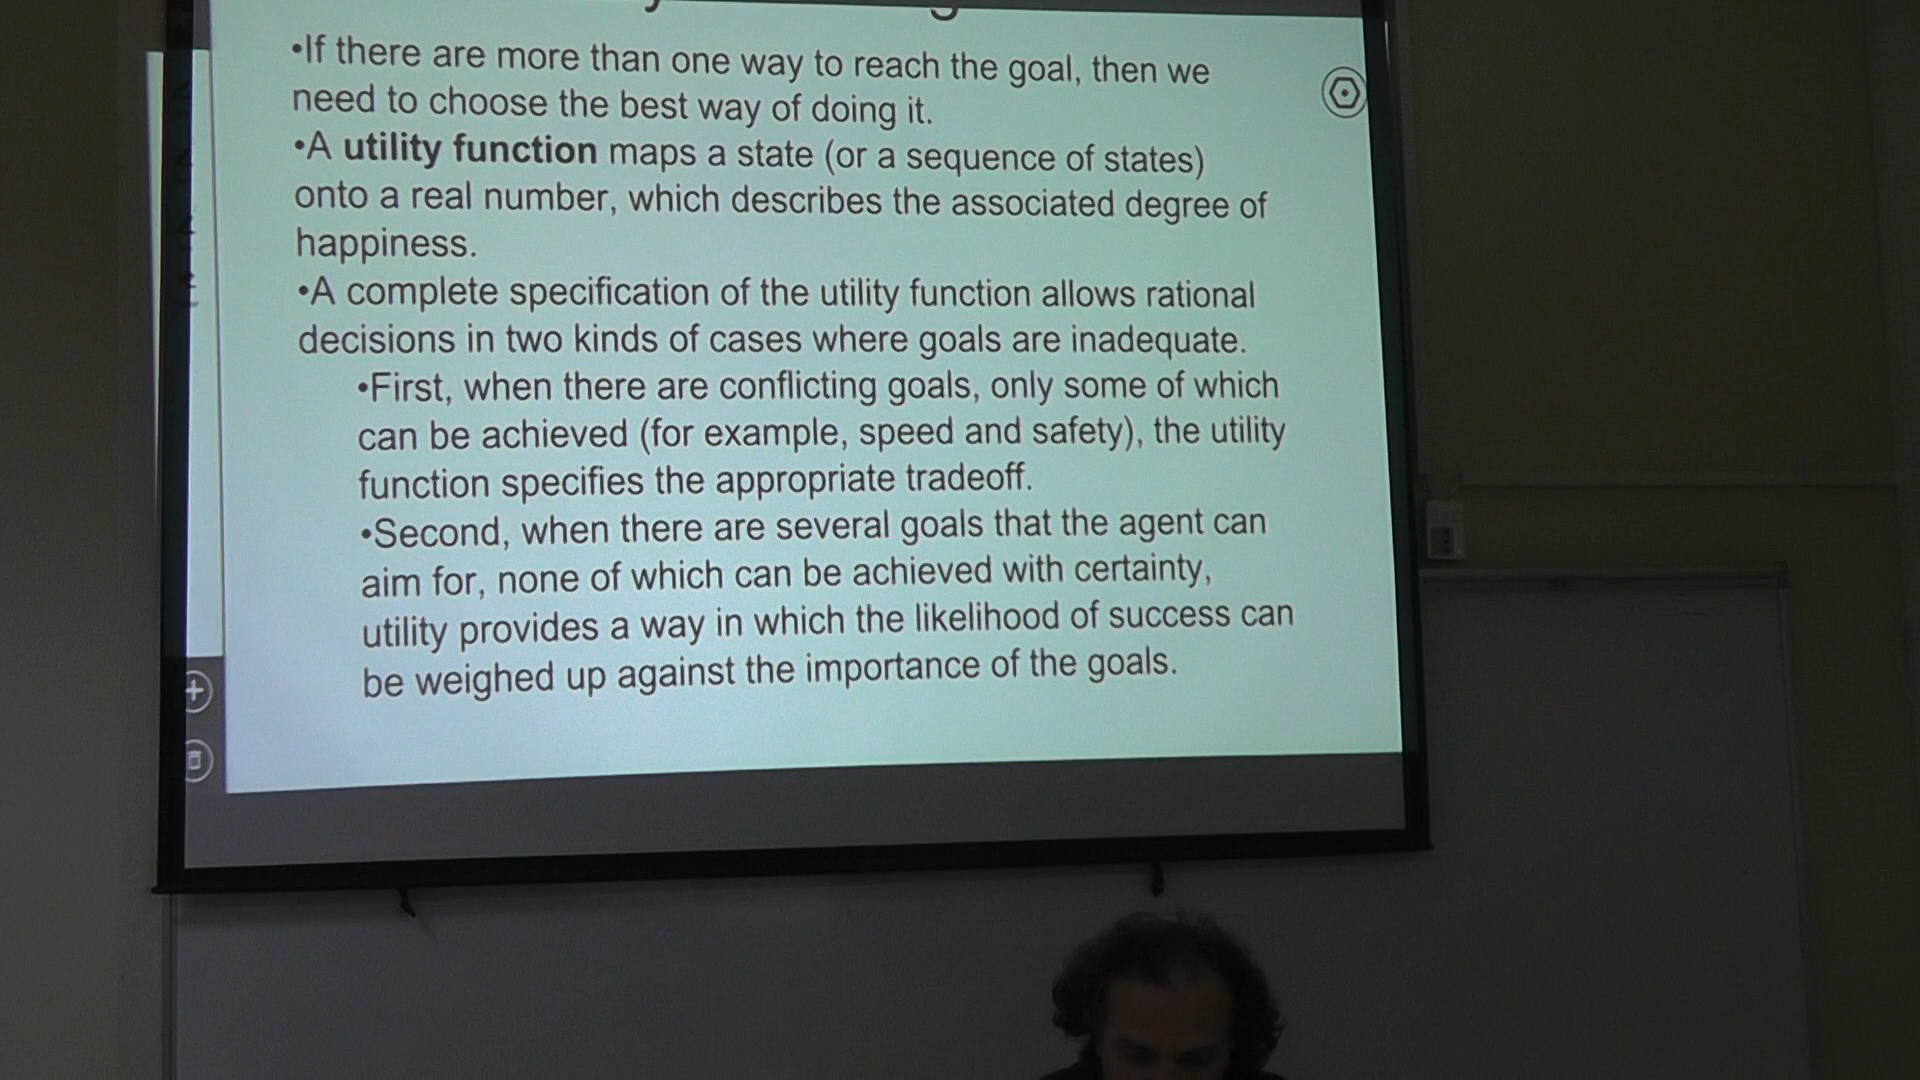 •If there are more than one way to reach the goal, then we
need to choose the best way of doing it.
•A utility function maps a state (or a sequence of states)
onto a real number, which describes the associated degree of
happiness.
•A complete specification of the utility function allows rational
decisions in two kinds of cases where goals are inadequate.
•First, when there are conflicting goals, only some of which
can be achieved (for example, speed and safety), the utility
function specifies the appropriate tradeoff.
•Second, when there are several goals that the agent can
aim for, none of which can be achieved with certainty,
utility provides a way in which the likelihood of success can
be weighed up against the importance of the goals.